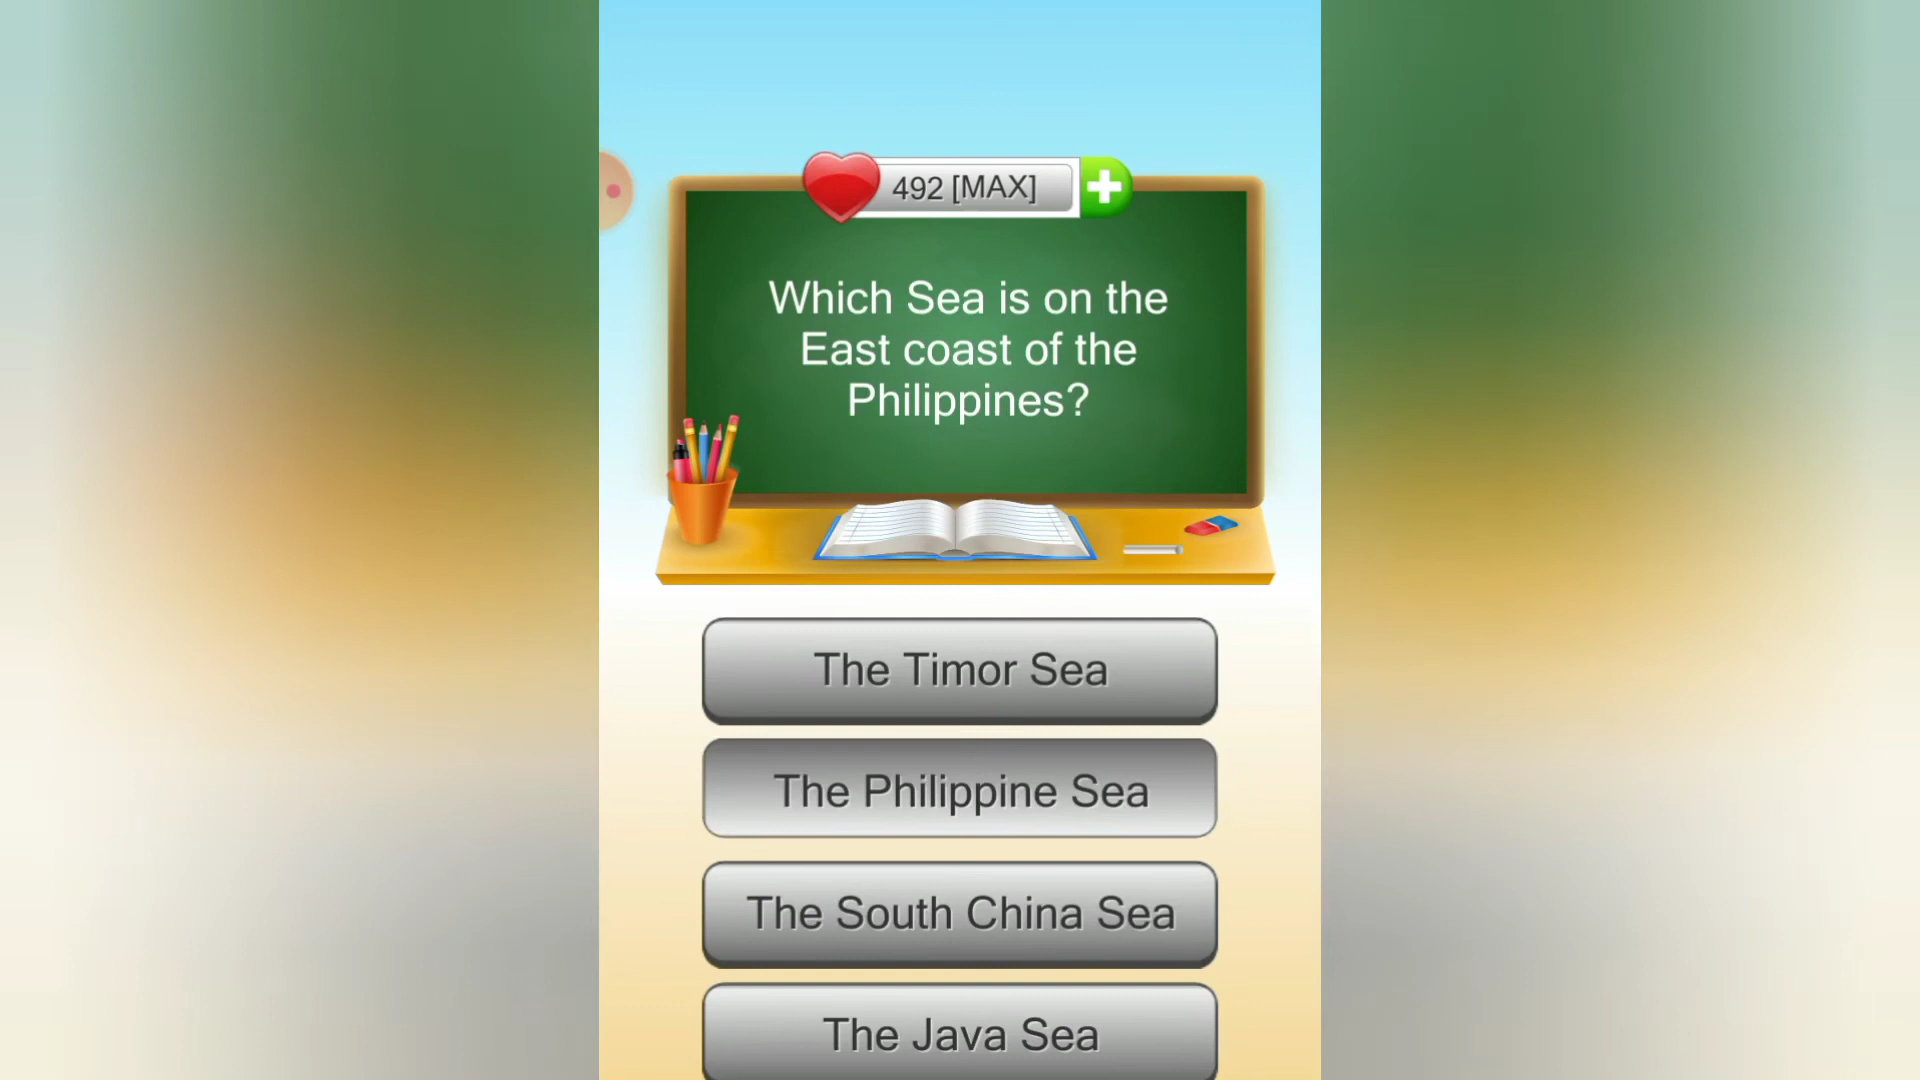 492 [MAX]
Which Sea is on the
East coast of the
Philippines?
The Timor Sea
The Philippine Sea
The South China Sea
The Java Sea